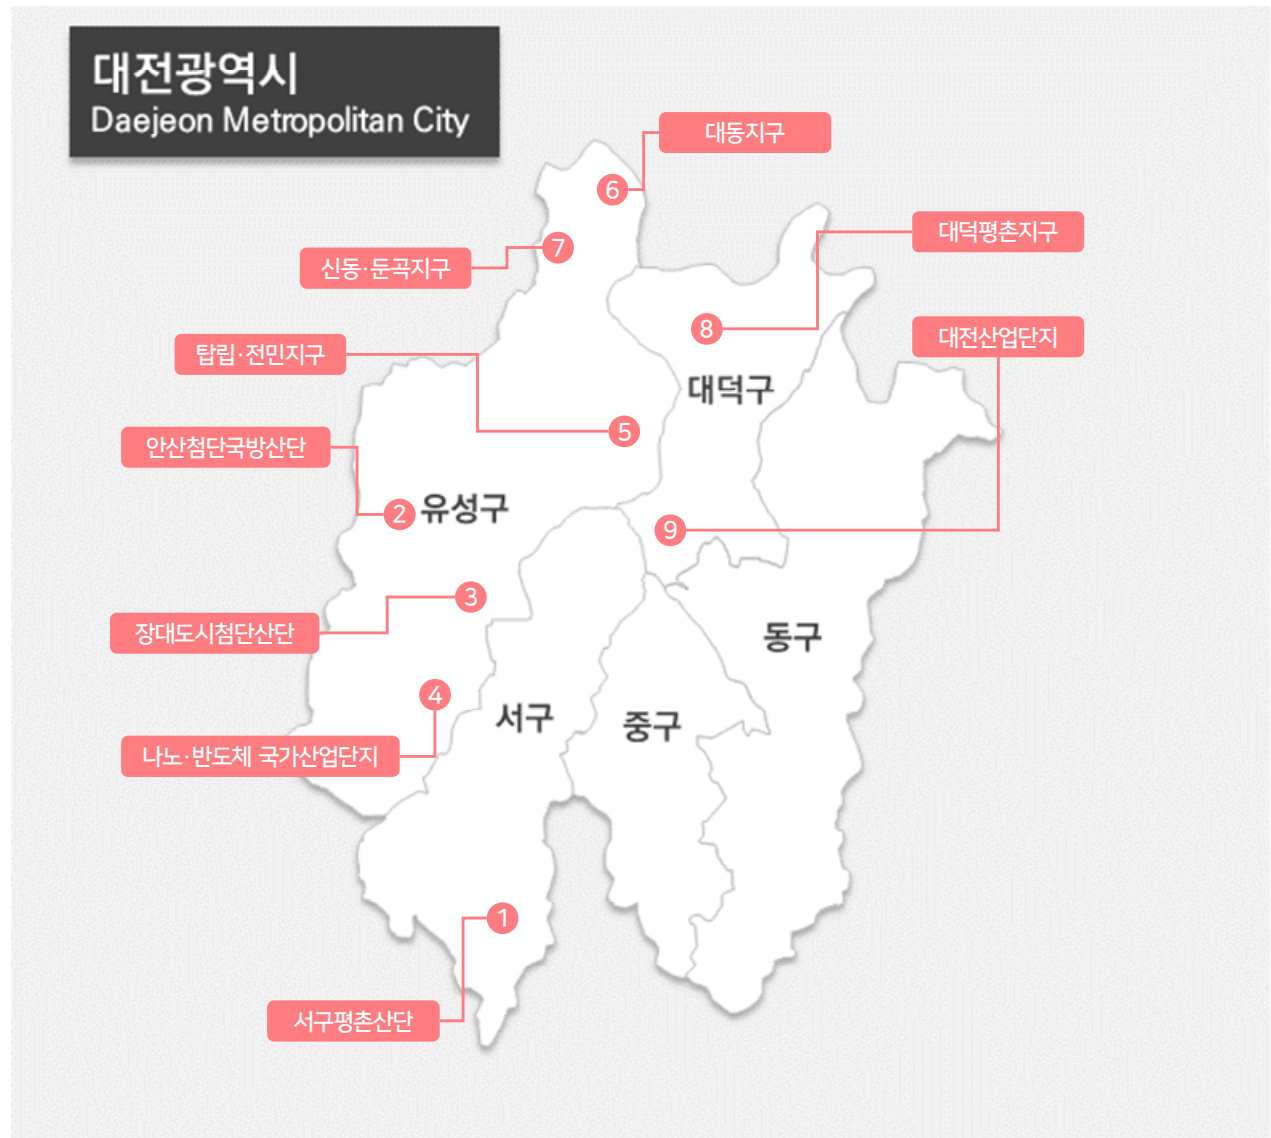 대전광역시
Daejeon Metropolitan City
대동지구
6
대덕평촌지구
7
신동·둔곡지구
8
대전산업단지
탑립·전민지구
대덕구
5
안산첨단국방산단
2
유성구
9
3
장대도시첨단산단
동구
4
서구
중구
나노·반도체 국가산업단지
1
서구평촌산단